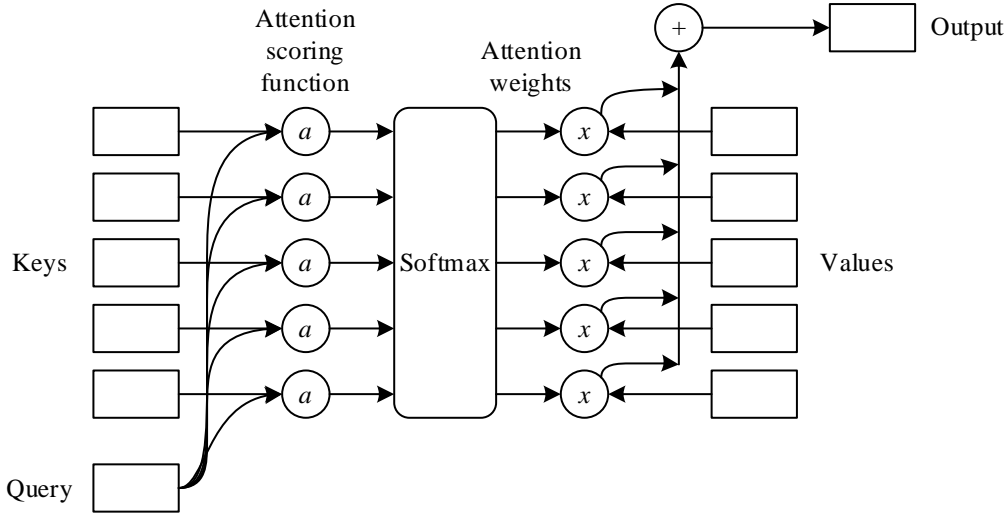 Attention
scoring
function
Attention
weights
+
Output
a
x
a
x
Keys
a
Softmax
x
Values
a
x
a
x
Query